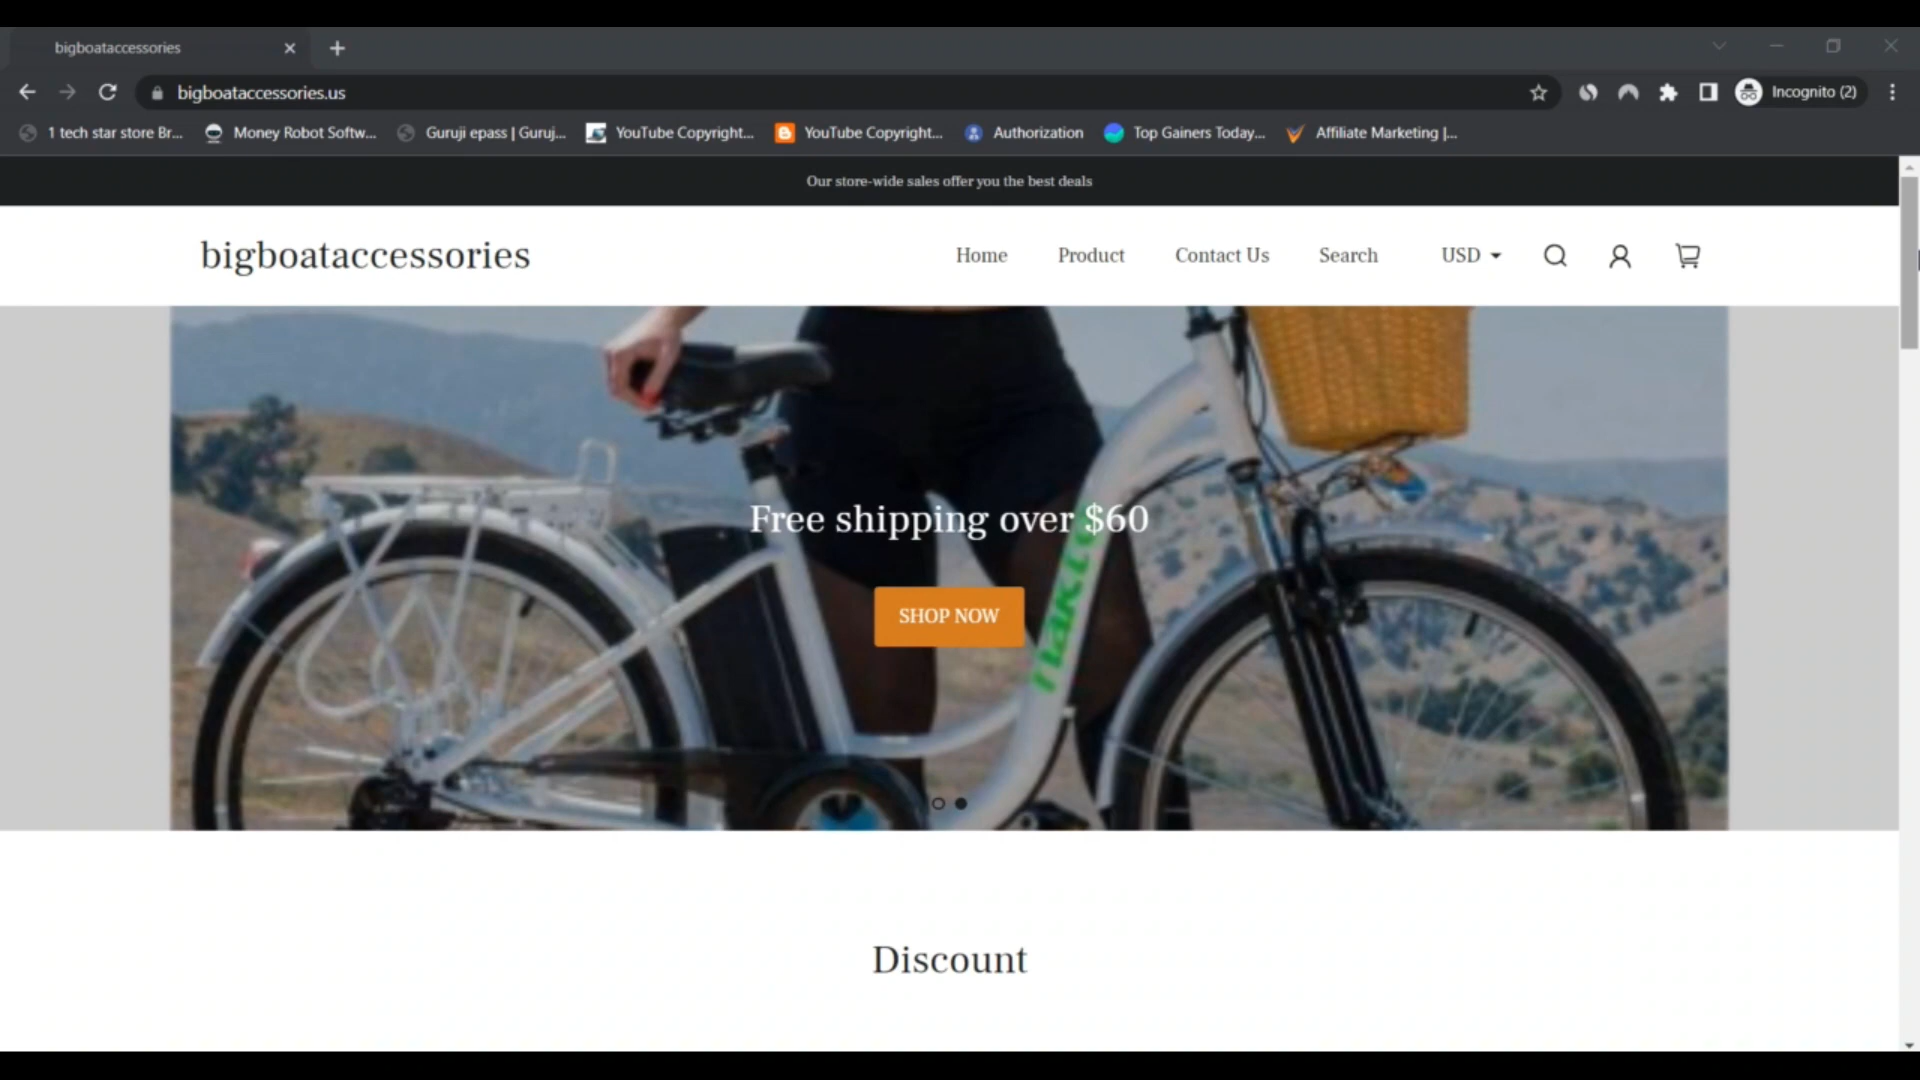 bigboataccessories
bigboataccessories.us
Incognito (2)
1 tech star store Br...
Money Robot Softw...
Guruji epass | Guruj...
YouTube Copyright...
YouTube Copyright...
Authorization
Top Gainers Today...
Affiliate Marketing |...
Our store-wide sales offer you the best deals
bigboataccessories
Home
Product
Contact Us
Search
USD
Free shipping over $60
SHOP NOW
Discount